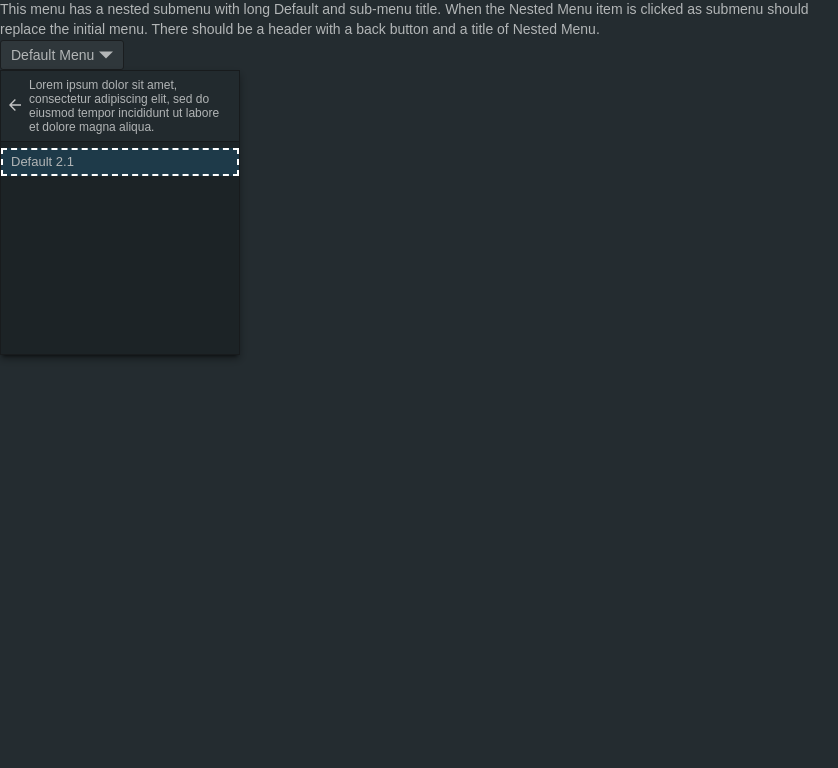 This menu has a nested submenu with long Default and sub-menu title. When the Nested Menu item is clicked as submenu should
replace the initial menu. There should be a header with a back button and a title of Nested Menu.
Default Menu
Lorem ipsum dolor sit amet,
consectetur adipiscing elit, sed do
eiusmod tempor incididunt ut labore
et dolore magna aliqua.
Default 2.1